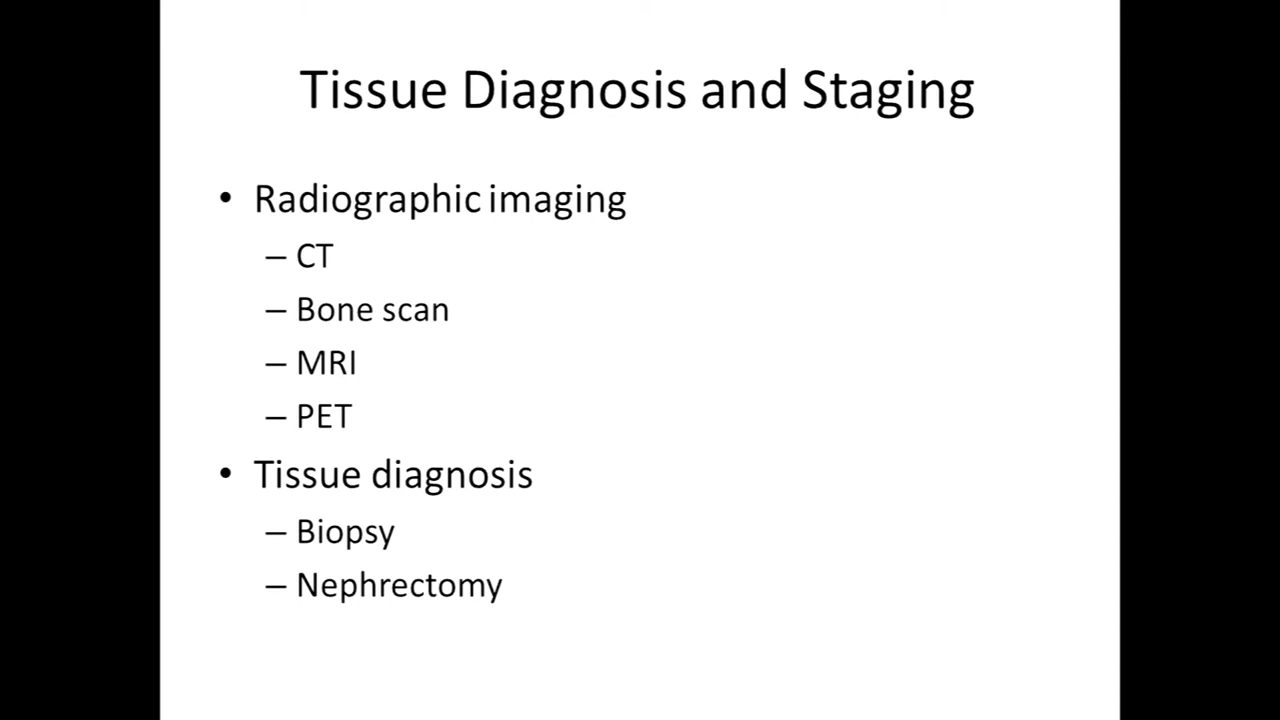 Tissue Diagnosis and Staging
• Radiographic imaging
– CT
– Bone scan
– MRI
– PET
• Tissue diagnosis
– Biopsy
– Nephrectomy